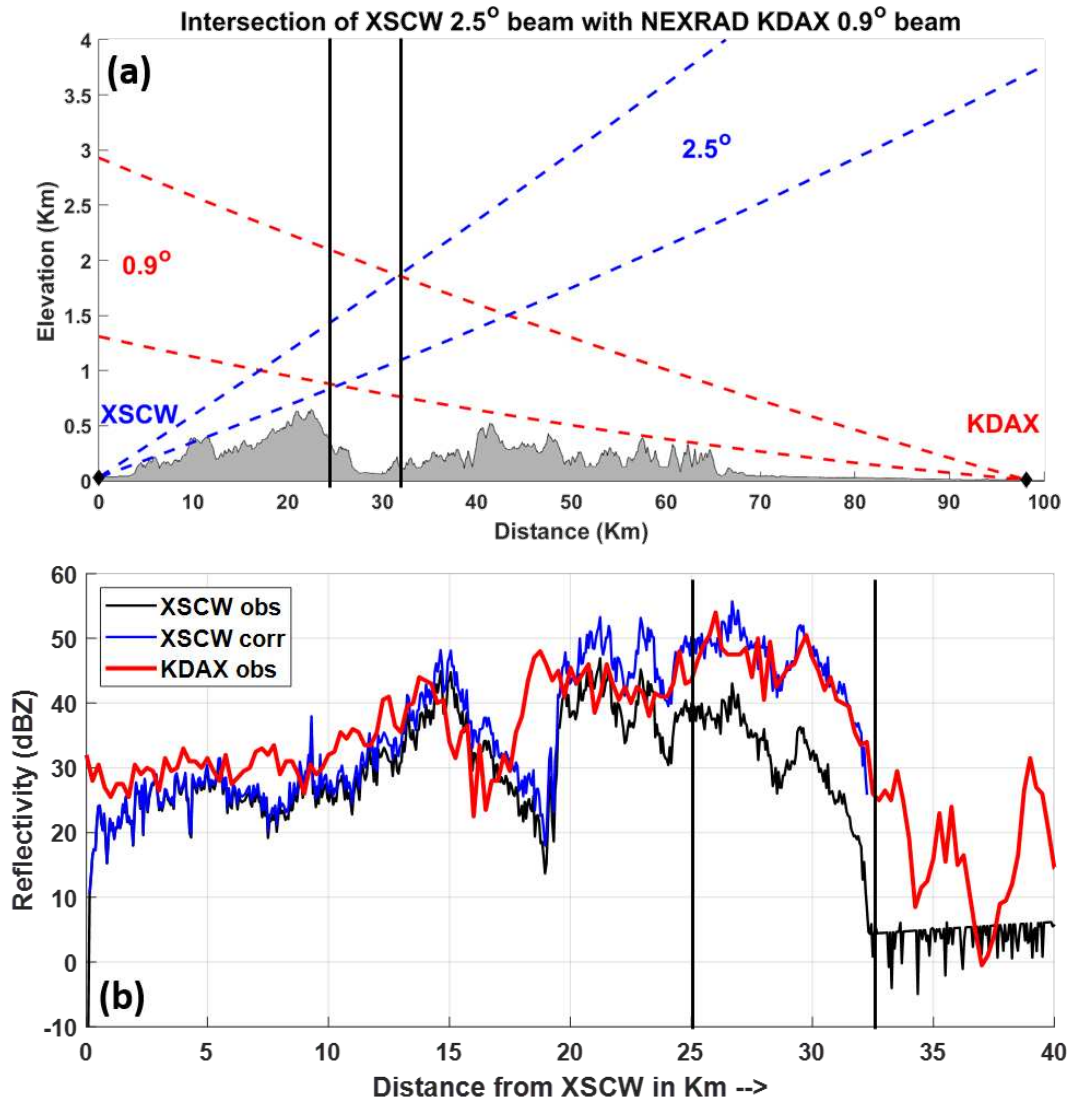 Intersection of XSCW 2.5° beam with NEXRAD KDAX 0.9° beam
(a)
4
3.5
3
2.5
2
1.5
1
0.5
0
Elevation (Km)
2.5°
0.9°
XSCW
KDAX
0 10 20 30 40 50 60 70 80 90 100
Distance (Km)
60
50
40
30
20
10
0
-10
Reflectivity (dBZ)
XSCW obs
XSCW corr
KDAX obs
(b)
0 5 10 15 20 25 30 35 40
Distance from XSCW in Km -->